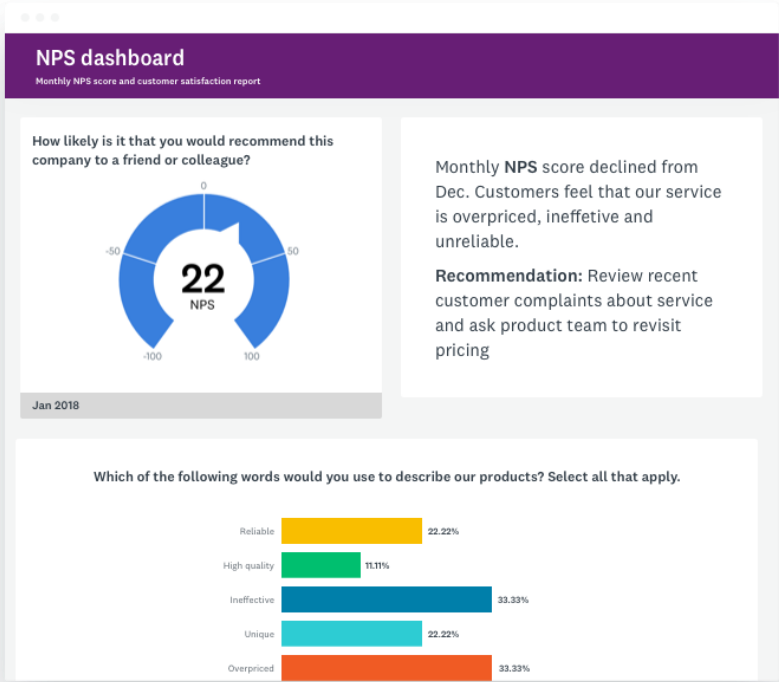 NPS dashboard
Monthly NPS score and customer satisfaction report
How likely is it that you would recommend this
company to a friend or colleague?
0
-50
50
22
NPS
-100
100
Jan 2018
Monthly NPS score declined from
Dec. Customers feel that our service
is overpriced, ineffetive and
unreliable.
Recommendation: Review recent
customer complaints about service
and ask product team to revisit
pricing
Which of the following words would you use to describe our products? Select all that apply.
Reliable 22.22%
High quality 11.11%
Ineffective 33.33%
Unique 22.22%
Overpriced 33.33%